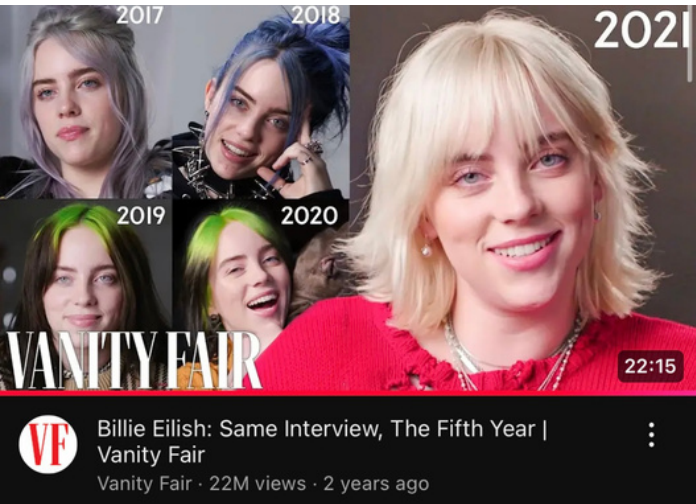 2017
2018
2021
2019
2020
VANITY FAIR
22:15
VF
Billie Eilish: Same Interview, The Fifth Year |
Vanity Fair
Vanity Fair · 22M views · 2 years ago